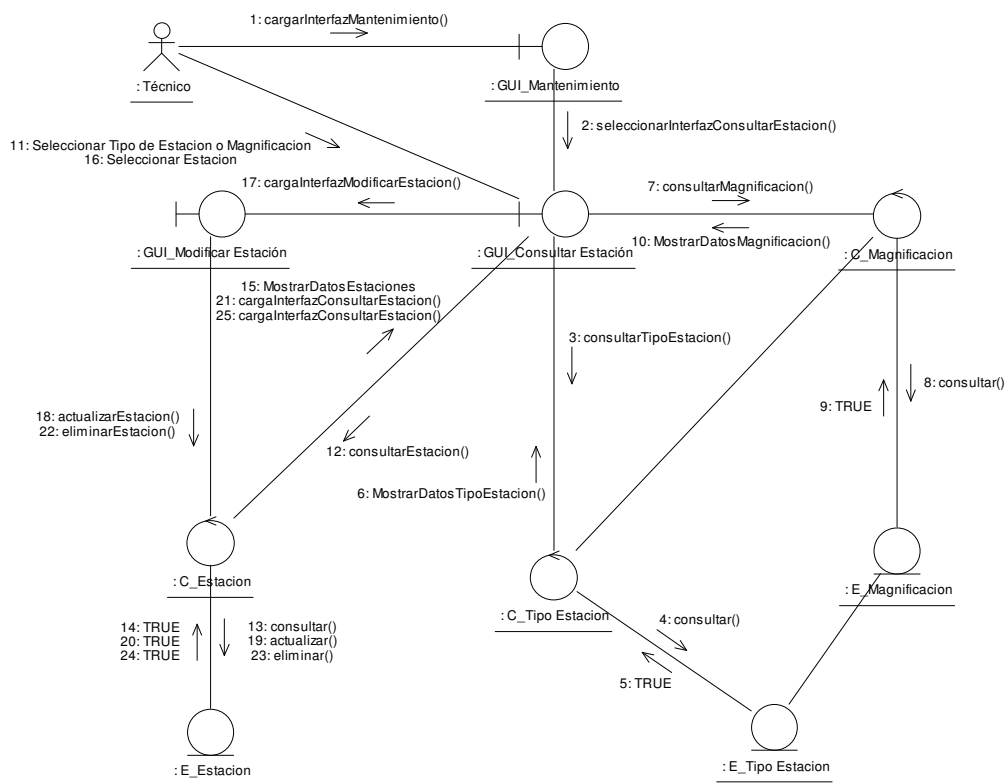 1: cargarInterfazMantenimiento()
: Técnico
: GUI_Mantenimiento
2: seleccionarInterfazConsultarEstacion()
11: Seleccionar Tipo de Estacion o Magnificacion
16: Seleccionar Estacion
17: cargaInterfazModificarEstacion()
7: consultarMagnificacion()
10: MostrarDatosMagnificacion()
: GUI_Modificar Estación
: GUI_Consultar Estación
: C_Magnificacion
15: MostrarDatosEstaciones
21: cargaInterfazConsultarEstacion()
25: cargaInterfazConsultarEstacion()
3: consultarTipoEstacion()
8: consultar()
9: TRUE
18: actualizarEstacion()
22: eliminarEstacion()
12: consultarEstacion()
6: MostrarDatosTipoEstacion()
: C_Estacion
: C_Tipo Estacion
: E_Magnificacion
4: consultar()
5: TRUE
14: TRUE
20: TRUE
24: TRUE
13: consultar()
19: actualizar()
23: eliminar()
: E_Estacion
: E_Tipo Estacion